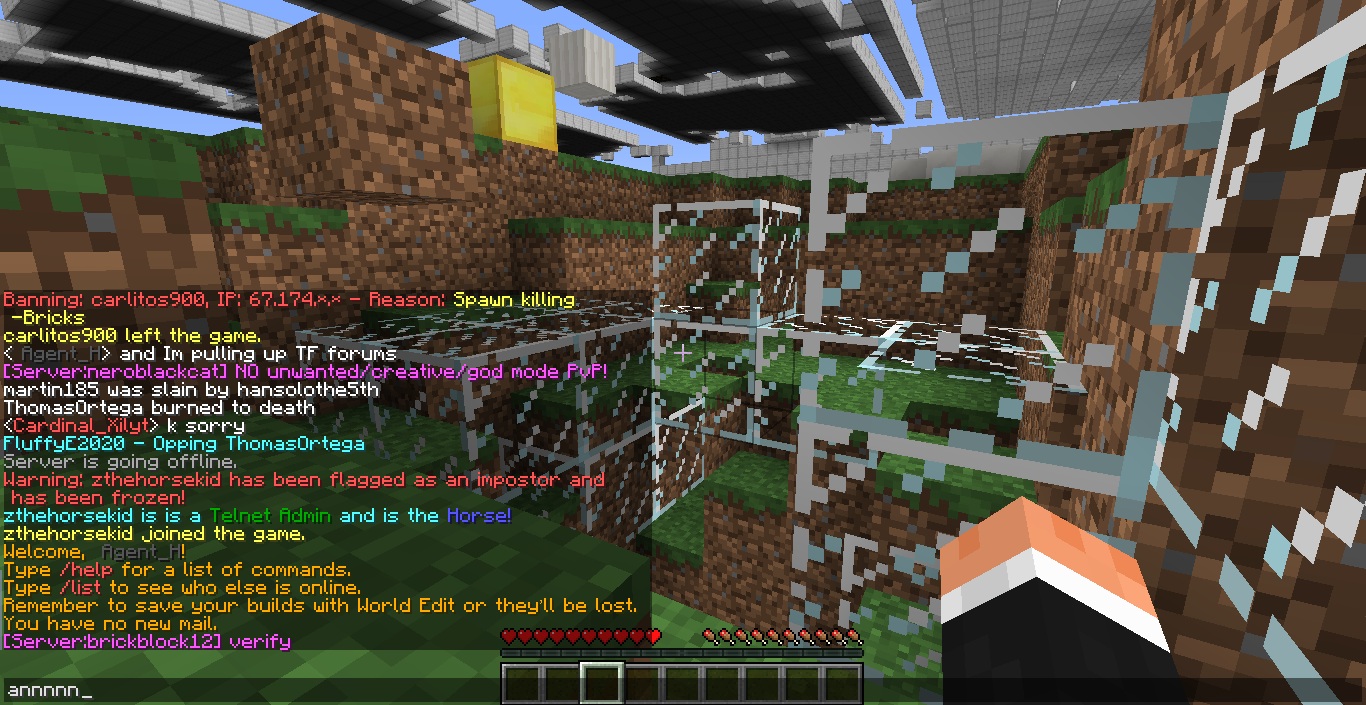 Banning: carlitos900, IP: 67.174.*.* - Reason: Spawn killing
-Bricks
carlitos900 left the game.
< Agent_H> and Im pulling up TF forums
[Server:neroblackcat] NO unwanted/creative/god mode PvP!
martin185 was slain by hansolothe5th
ThomasOrtega burned to death
<Cardinal_Xilyt> k sorry
FluffyE2020 - Opping ThomasOrtega
Server is going offline.
Warning: zthehorsekid has been flagged as an impostor and
has been frozen!
zthehorsekid is is a Telnet Admin and is the Horse!
zthehorsekid joined the game.
Welcome, Agent_H!
Type /help for a list of commands.
Type /list to see who else is online.
Remember to save your builds with World Edit or they'll be lost.
You have no new mail.
[Server:brickblock12] verify
annnnn_